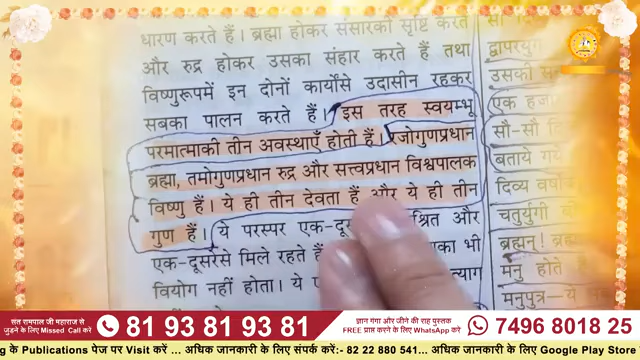 धारण करते हैं। ब्रह्मा होकर संसारकी सृष्टि करते
और रुद्र होकर उसका संहार करते हैं तथा
विष्णुरूपमें इन दोनों कार्योंसे उदासीन रहकर
सबका पालन करते हैं। इस तरह स्वयम्भू
परमात्माकी तीन अवस्थाएँ होती हैं। रजोगुणप्रधान
ब्रह्मा, तमोगुणप्रधान रुद्र और सत्त्वप्रधान विश्वपालक
विष्णु हैं। ये ही तीन देवता हैं और ये ही तीन
गुण हैं। ये परस्पर एक-दू श्रित और
एक-दूसरेसे मिले रहते हैं का भी
वियोग नहीं होता। ये त्याग
द्वापरयुग
उसकी
एक हजा
सौ-सौ दि
बताये गये
दिव्य वर्षोंक
चतुर्युगी
ब्रह्मन्! ब्रह्म
मनु होते
मनुपुत्र—ये
संत रामपाल जी महाराज से
जुड़ने के लिए Missed Call करें
81 93 81 93 81
ज्ञान गंगा और जीने की राह पुस्तक
FREE प्राप्त करने के लिए WhatsApp करें
7496 8018 25
g के Publications पेज पर Visit करें ... अधिक जानकारी के लिए संपर्क करें:- 82 22 880 541... अधिक जानकारी के लिए Google Play Store